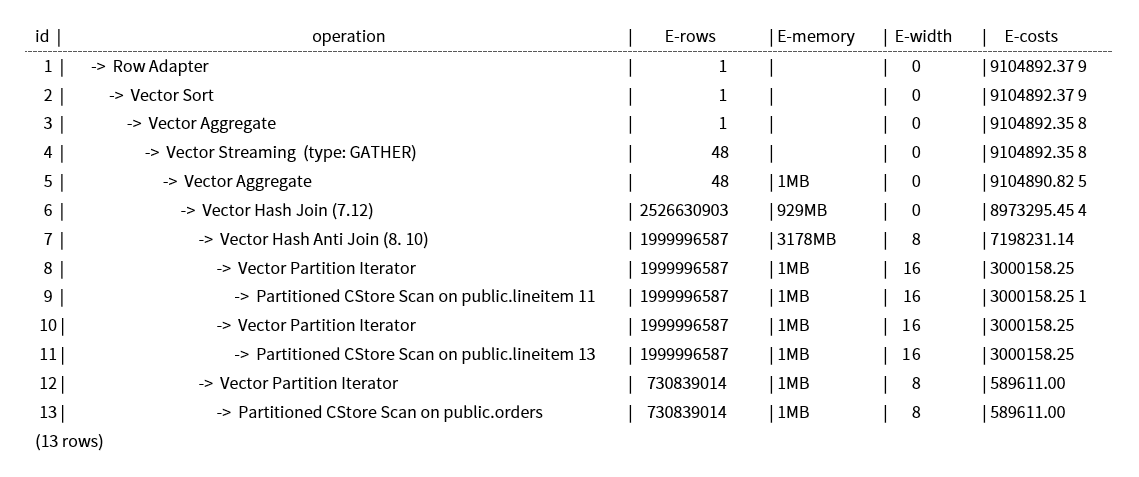 id | operation | E-rows | E-memory | E-width | E-costs
1 | -> Row Adapter | 1 | | 0 | 9104892.37 9
2 | -> Vector Sort | 1 | | 0 | 9104892.37 9
3 | -> Vector Aggregate | 1 | | 0 | 9104892.35 8
4 | -> Vector Streaming (type: GATHER) | 48 | | 0 | 9104892.35 8
5 | -> Vector Aggregate | 48 | 1MB | 0 | 9104890.82 5
6 | -> Vector Hash Join (7.12) | 2526630903 | 929MB | 0 | 8973295.45 4
7 | -> Vector Hash Anti Join (8. 10) | 1999996587 | 3178MB | 8 | 7198231.14
8 | -> Vector Partition Iterator | 1999996587 | 1MB | 16 | 3000158.25
9 | -> Partitioned CStore Scan on public.lineitem 11 | 1999996587 | 1MB | 16 | 3000158.25 1
10 | -> Vector Partition Iterator | 1999996587 | 1MB | 16 | 3000158.25
11 | -> Partitioned CStore Scan on public.lineitem 13 | 1999996587 | 1MB | 16 | 3000158.25
12 | -> Vector Partition Iterator | 730839014 | 1MB | 8 | 589611.00
13 | -> Partitioned CStore Scan on public.orders | 730839014 | 1MB | 8 | 589611.00
(13 rows)